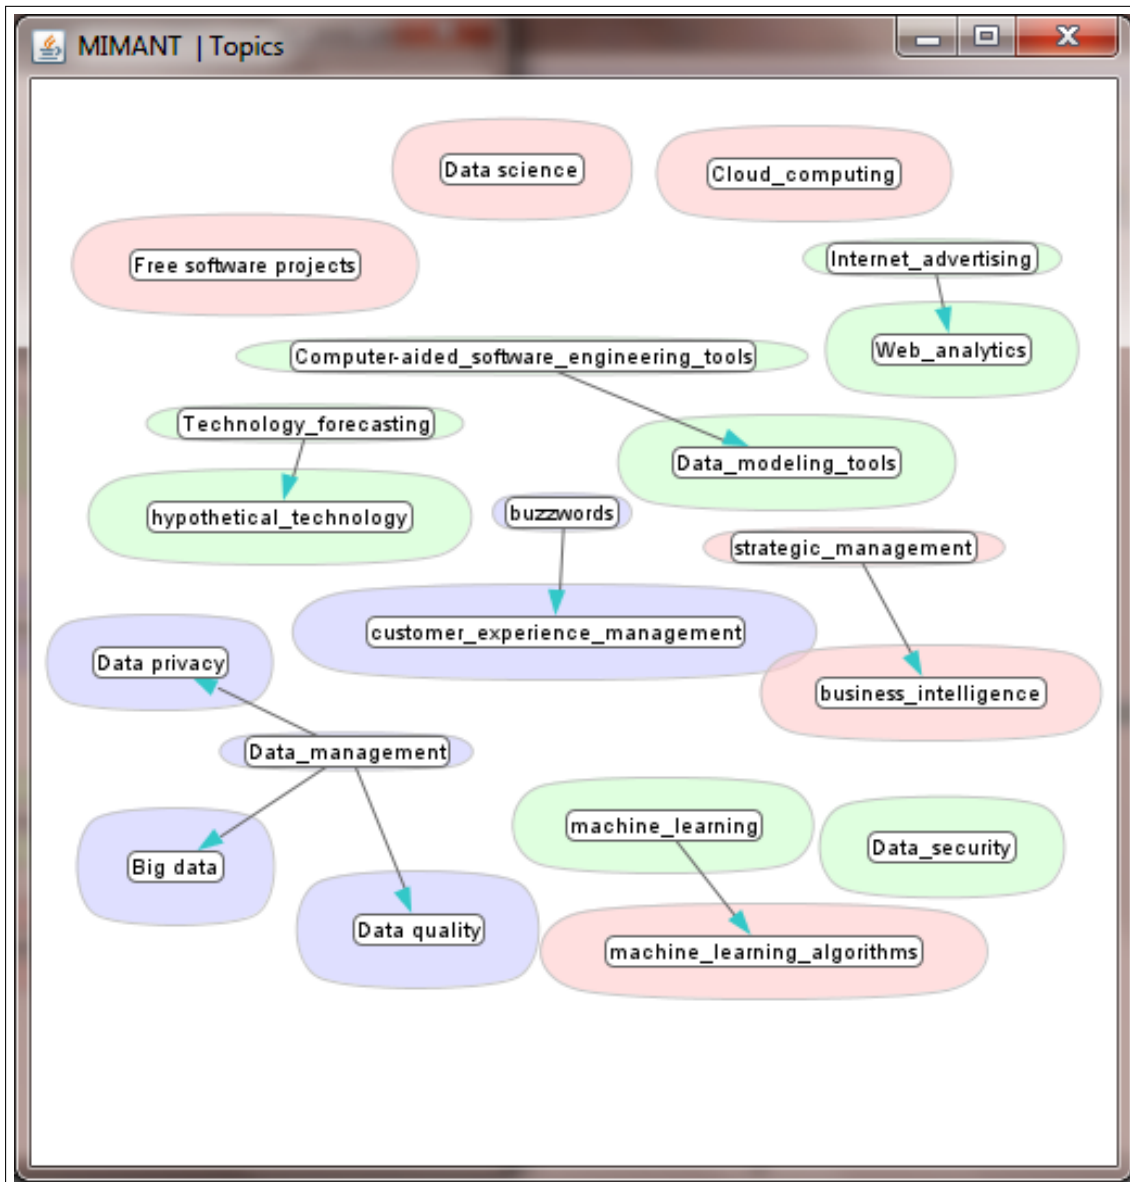 MIMANT | Topics
Data science
Cloud_computing
Free software projects
Internet_advertising
Web_analytics
Computer-aided_software_engineering_tools
Technology_forecasting
Data_modeling_tools
hypothetical_technology
buzzwords
strategic_management
customer_experience_management
Data privacy
business_intelligence
Data_management
machine_learning
Data_security
Big data
Data quality
machine_learning_algorithms